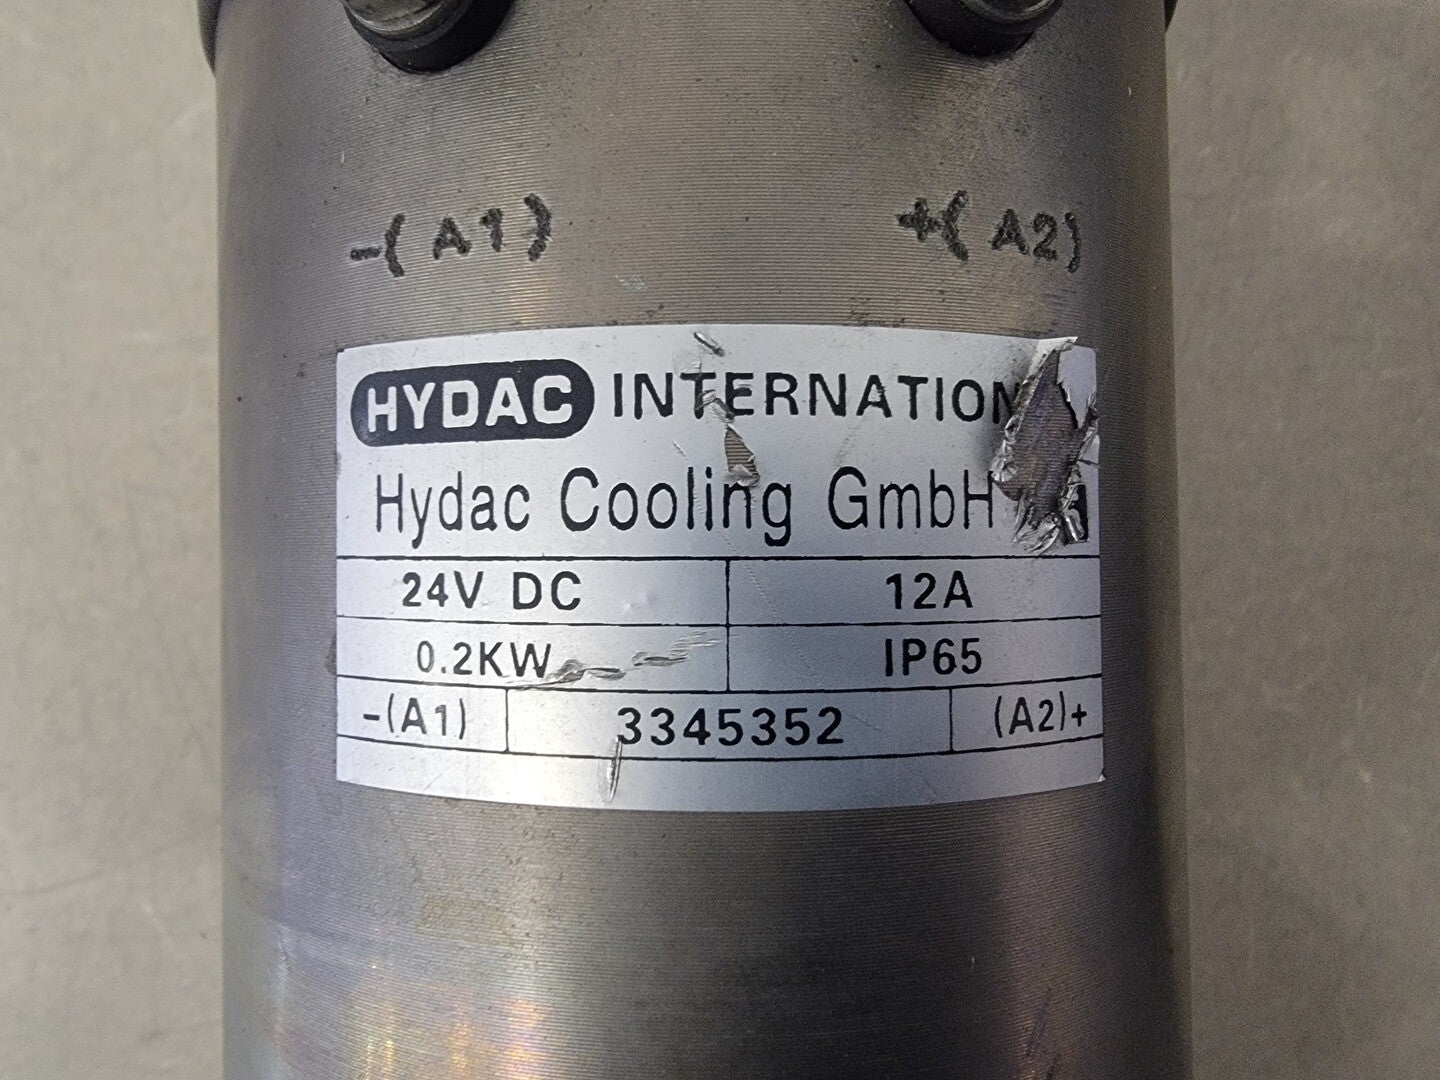 -(A1) +(A2)
HYDAC INTERNATION
Hydac Cooling GmbH
24V DC 12A
0.2KW IP65
-(A1) 3345352 (A2)+